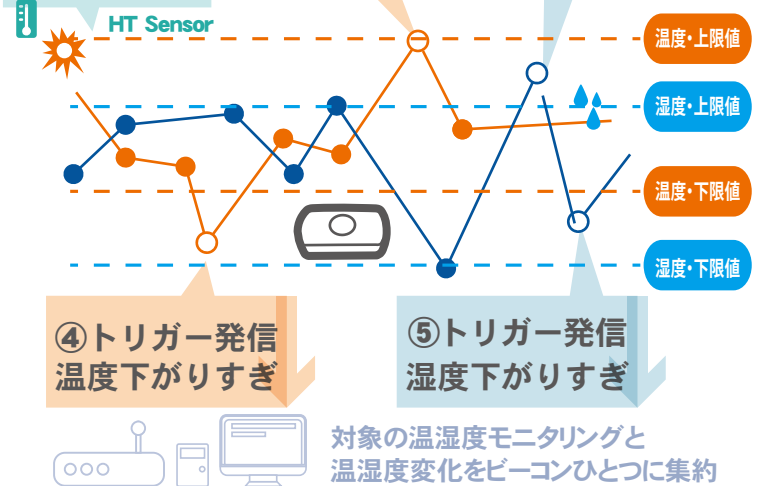 HT Sensor
温度・上限値
湿度・上限値
温度・下限値
湿度・下限値
④トリガー発信
温度下がりすぎ
⑤トリガー発信
湿度下がりすぎ
対象の温湿度モニタリングと
温湿度変化をビーコンひとつに集約